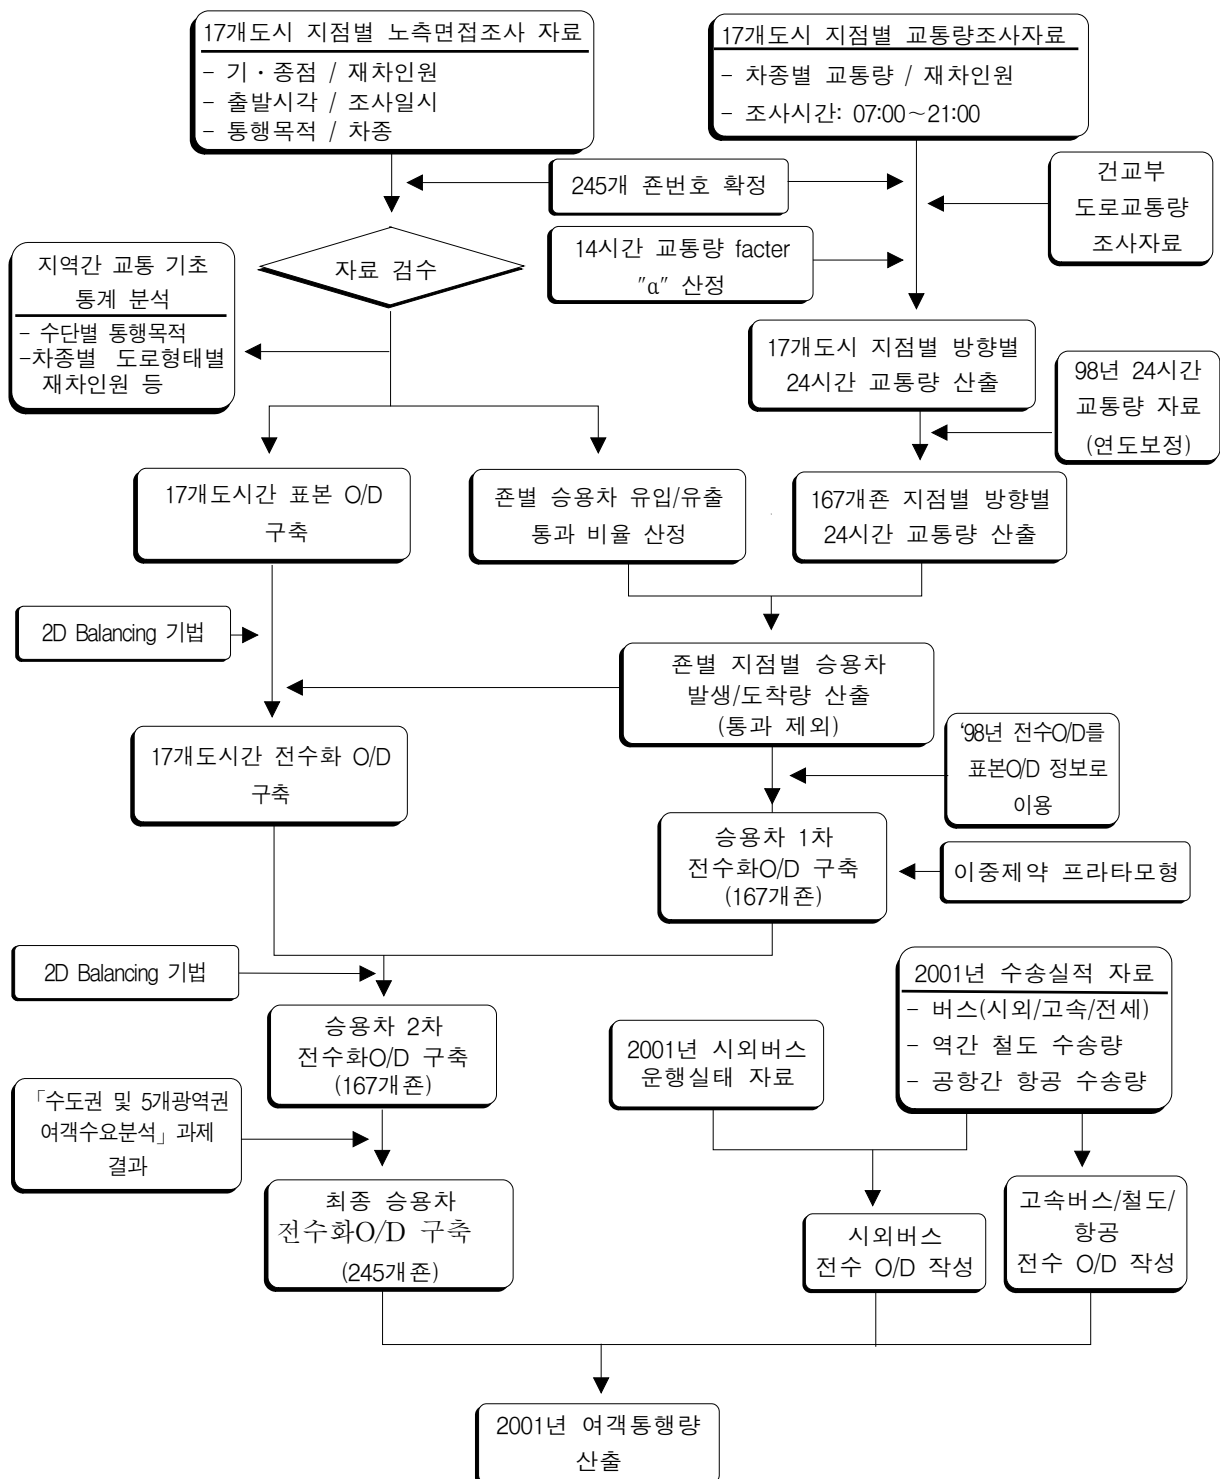 17개도시 지점별 노측면접조사 자료
- 기·종점 / 재차인원
- 출발시각 / 조사일시
- 통행목적 / 차종
17개도시 지점별 교통량조사자료
- 차종별 교통량 / 재차인원
- 조사시간: 07:00~21:00
245개 죤번호 확정
건교부
도로교통량
조사자료
14시간 교통량 facter
"α" 산정
자료 검수
지역간 교통 기초
통계 분석
- 수단별 통행목적
-차종별 도로형태별
재차인원 등
17개도시 지점별 방향별
24시간 교통량 산출
98년 24시간
교통량 자료
(연도보정)
17개도시간 표본 O/D
구축
죤별 승용차 유입/유출
통과 비율 산정
167개죤 지점별 방향별
24시간 교통량 산출
2D Balancing 기법
죤별 지점별 승용차
발생/도착량 산출
(통과 제외)
17개도시간 전수화 O/D
구축
‘98년 전수O/D를
표본O/D 정보로
이용
승용차 1차
전수화O/D 구축
(167개죤)
이중제약 프라타모형
2D Balancing 기법
2001년 수송실적 자료
- 버스(시외/고속/전세)
- 역간 철도 수송량
- 공항간 항공 수송량
승용차 2차
전수화O/D 구축
(167개죤)
2001년 시외버스
운행실태 자료
「수도권 및 5개광역권
여객수요분석」과제
결과
최종 승용차
전수화O/D 구축
(245개죤)
시외버스
전수 O/D 작성
고속버스/철도/
항공
전수 O/D 작성
2001년 여객통행량
산출